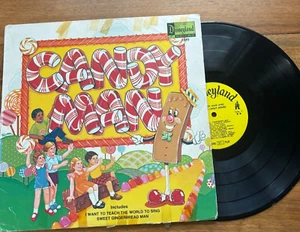 Disneyland
CANDY
MAN
Includes
I WANT TO TEACH THE WORLD TO SING
SWEET GINGERBREAD MAN
Disneyland